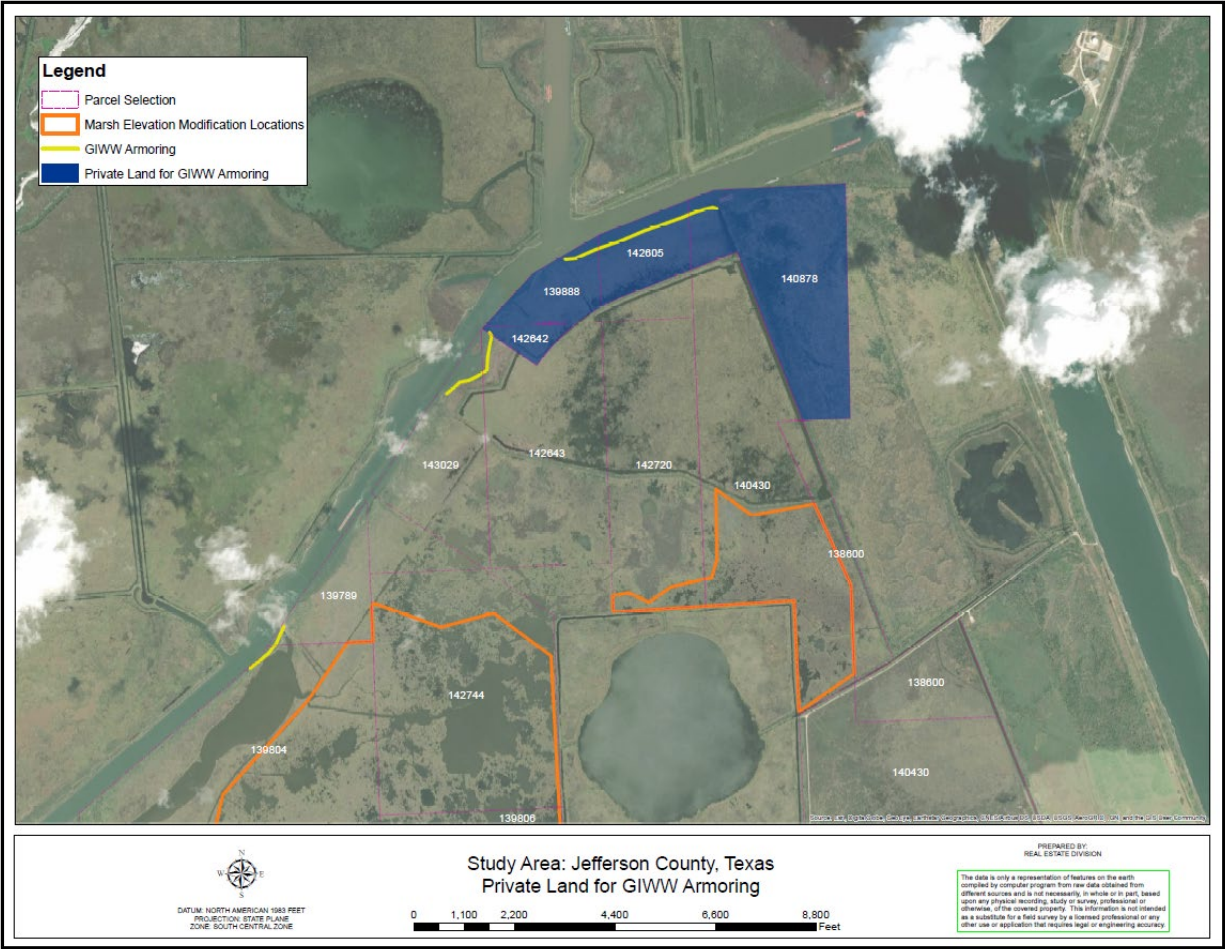 Legend
Parcel Selection
Marsh Elevation Modification Locations
GIWW Armoring
Private Land for GIWW Armoring
142605
140878
139888
142642
142643
143029
142720
140430
138600
139789
142744
138600
139804
140430
139806
N
W E
S
DATUM: NORTH AMERICAN 1983 FEET
PROJECTION: STATE PLANE
ZONE: SOUTH CENTRAL ZONE
Study Area: Jefferson County, Texas
Private Land for GIWW Armoring
0 1,100 2,200 4,400 6,600 8,800
Feet
PREPARED BY:
REAL ESTATE DIVISION
The data is only a representation of features on the earth
compiled by computer program from raw data obtained from
different sources and is not necessarily, in whole or in part, based
upon any physical recording, study or survey, professional or
otherwise, of the covered property. This information is not intended
as a substitute for a field survey by a licensed professional or any
other use or application that requires legal or engineering accuracy.